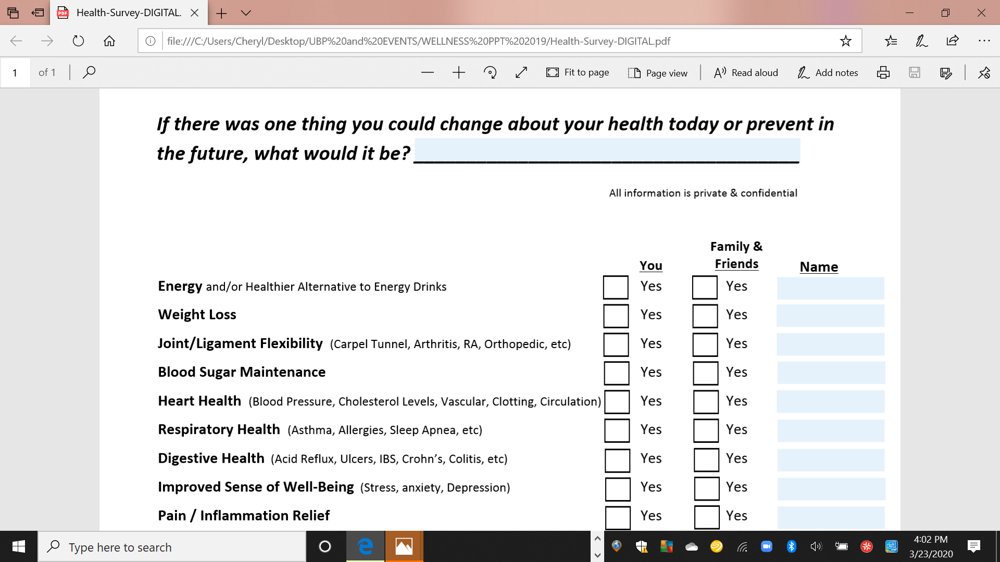 Health-Survey-DIGITAL.
file:///C:/Users/Cheryl/Desktop/UBP%20and%20EVENTS/WELLNESS%20PPT%202019/Health-Survey-DIGITAL.pdf
1 of 1 Fit to page Page view Read aloud Add notes
If there was one thing you could change about your health today or prevent in
the future, what would it be?
All information is private & confidential
Family &
You Friends Name
Energy and/or Healthier Alternative to Energy Drinks Yes Yes
Weight Loss Yes Yes
Joint/Ligament Flexibility (Carpel Tunnel, Arthritis, RA, Orthopedic, etc) Yes Yes
Blood Sugar Maintenance Yes Yes
Heart Health (Blood Pressure, Cholesterol Levels, Vascular, Clotting, Circulation) Yes Yes
Respiratory Health (Asthma, Allergies, Sleep Apnea, etc) Yes Yes
Digestive Health (Acid Reflux, Ulcers, IBS, Crohn’s, Colitis, etc) Yes Yes
Improved Sense of Well-Being (Stress, anxiety, Depression) Yes Yes
Pain / Inflammation Relief Yes Yes
Type here to search
4:02 PM
3/23/2020